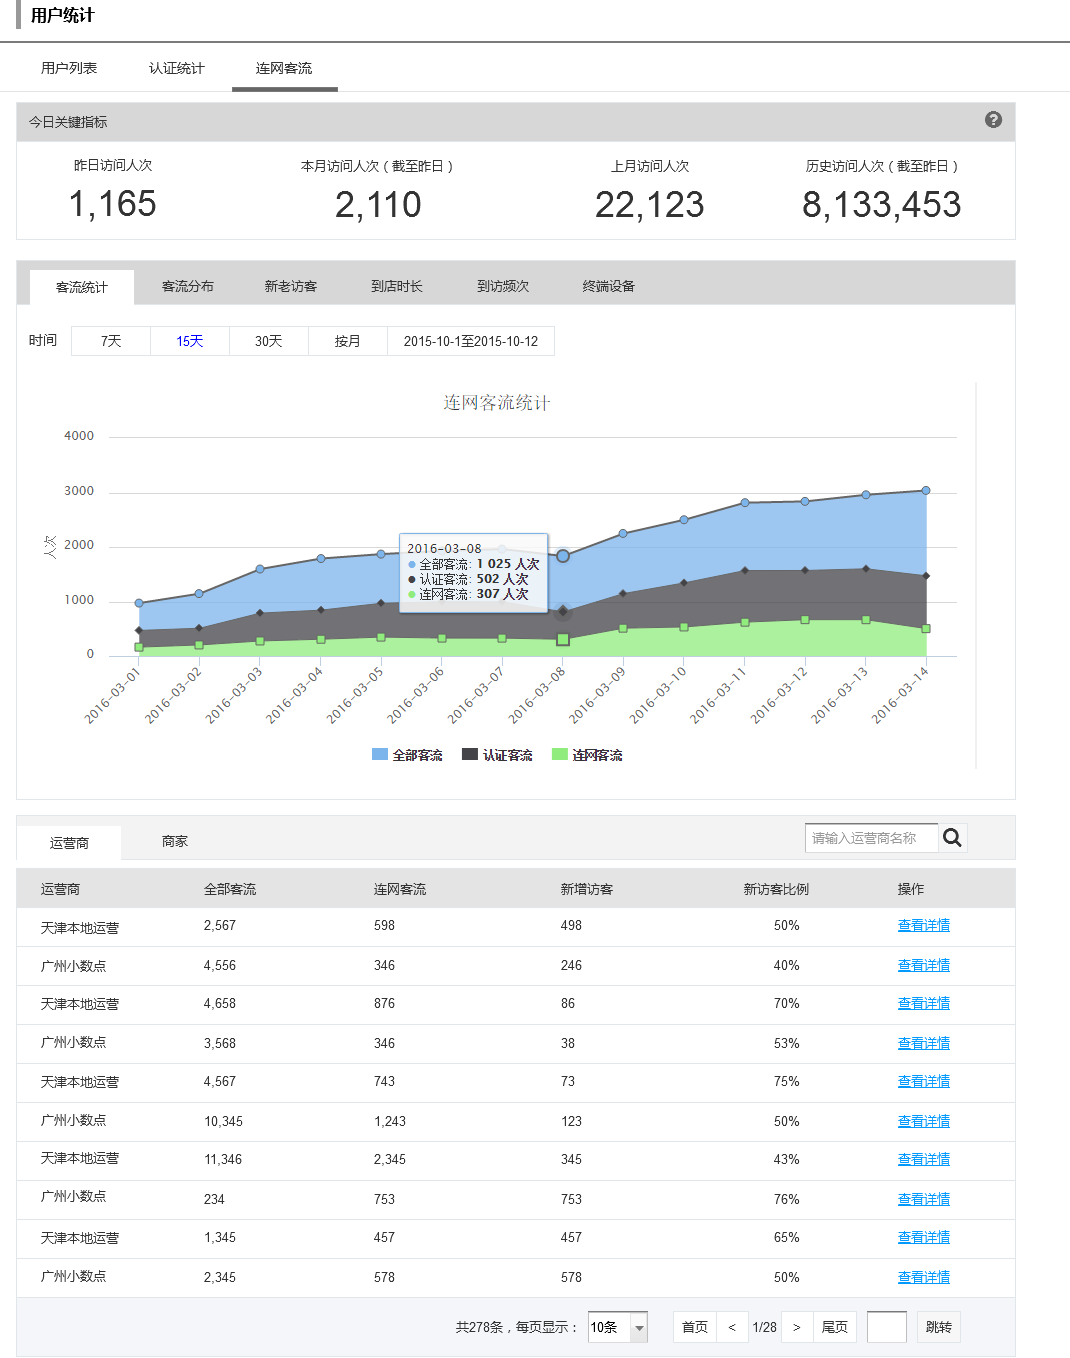 用户统计
用户列表 认证统计 连网客流
今日关键指标 ?
昨日访问人次 本月访问人次（截至昨日） 上月访问人次 历史访问人次（截至昨日）
1,165 2,110 22,123 8,133,453
客流统计 客流分布 新老访客 到店时长 到访频次 终端设备
时间 7天 15天 30天 按月 2015-10-1至2015-10-12
连网客流统计
人次
4000
3000
2000
1000
0
2016-03-08
全部客流: 1 025 人次
认证客流: 502 人次
连网客流: 307 人次
2016-03-01 2016-03-02 2016-03-03 2016-03-04 2016-03-05 2016-03-06 2016-03-07 2016-03-08 2016-03-09 2016-03-10 2016-03-11 2016-03-12 2016-03-13 2016-03-14
全部客流 认证客流 连网客流
运营商 商家 请输入运营商名称
运营商 全部客流 连网客流 新增访客 新访客比例 操作
天津本地运营 2,567 598 498 50% 查看详情
广州小数点 4,556 346 246 40% 查看详情
天津本地运营 4,658 876 86 70% 查看详情
广州小数点 3,568 346 38 53% 查看详情
天津本地运营 4,567 743 73 75% 查看详情
广州小数点 10,345 1,243 123 50% 查看详情
天津本地运营 11,346 2,345 345 43% 查看详情
广州小数点 234 753 753 76% 查看详情
天津本地运营 1,345 457 457 65% 查看详情
广州小数点 2,345 578 578 50% 查看详情
共278条，每页显示： 10条 首页 < 1/28 > 尾页 跳转